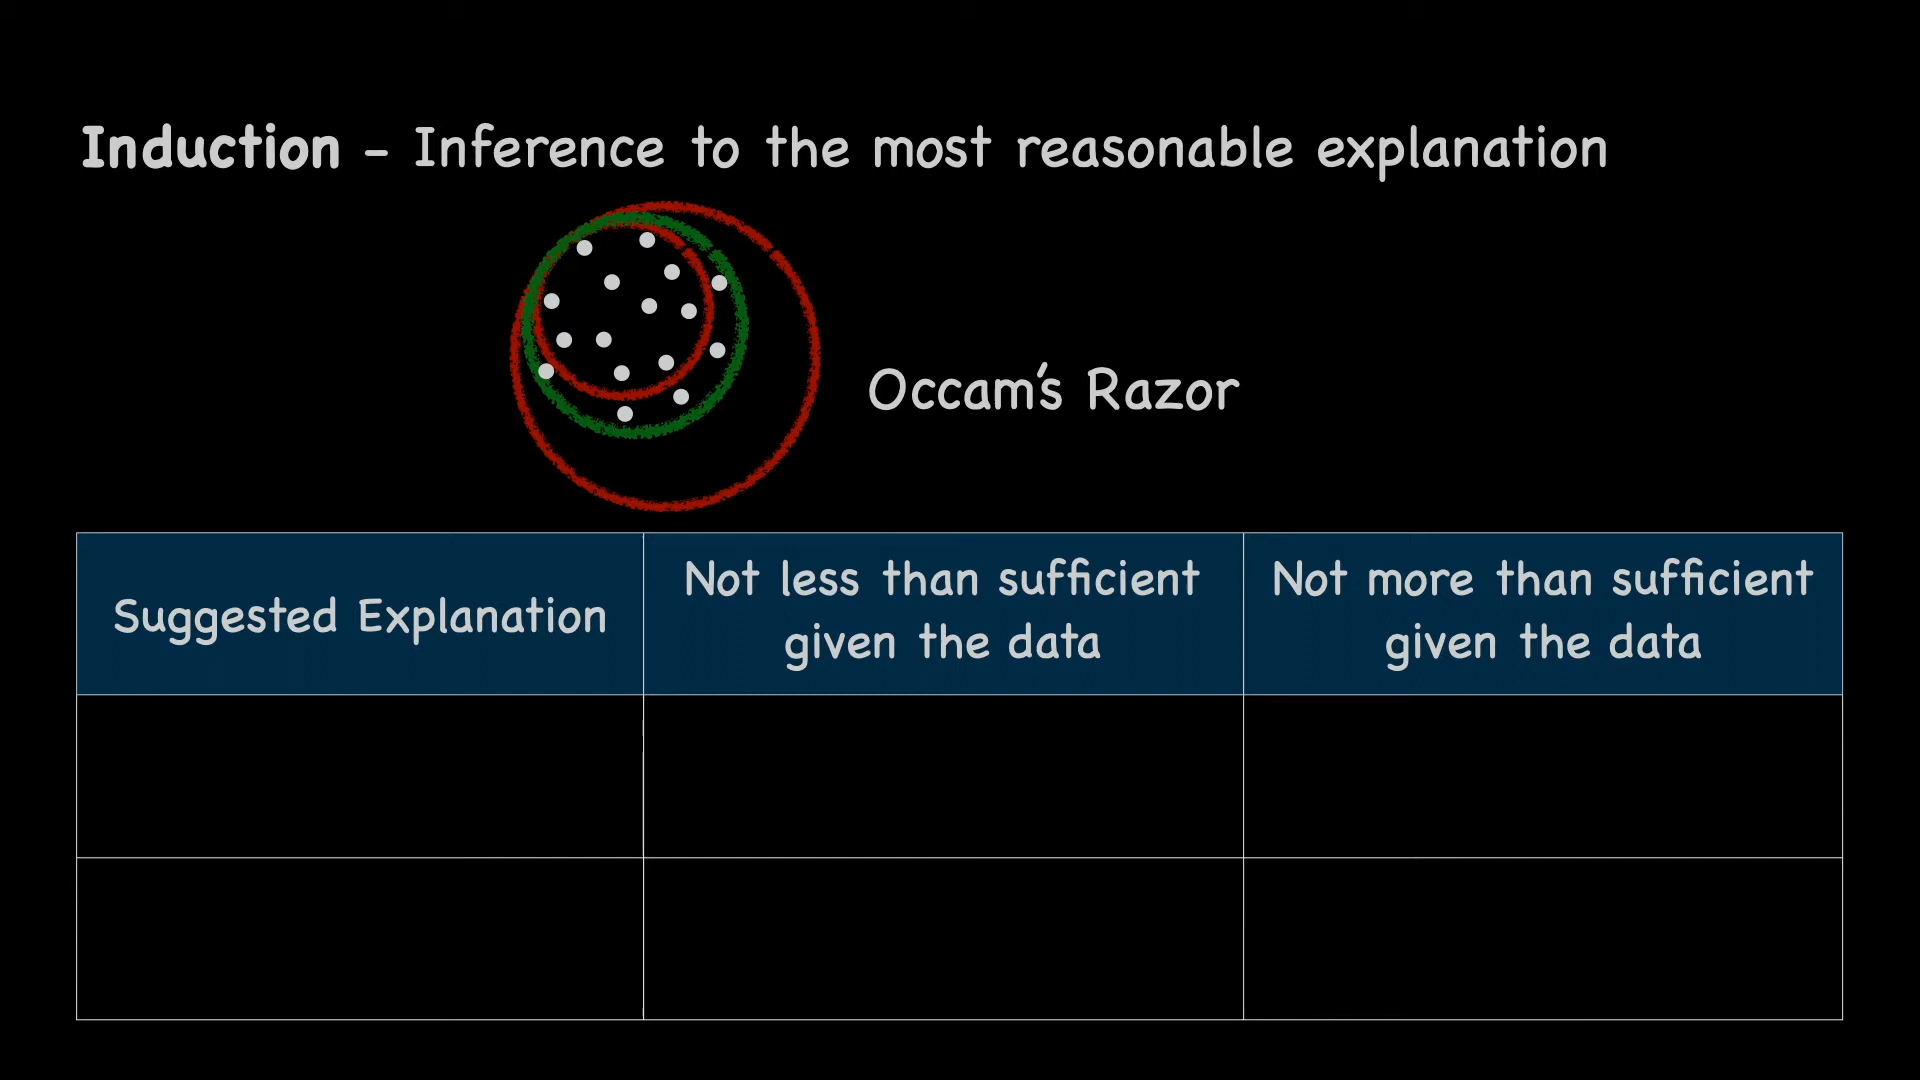 Induction - Inference to the most reasonable explanation
Occam's Razor
Suggested Explanation
Not less than sufficient
given the data
Not more than sufficient
given the data